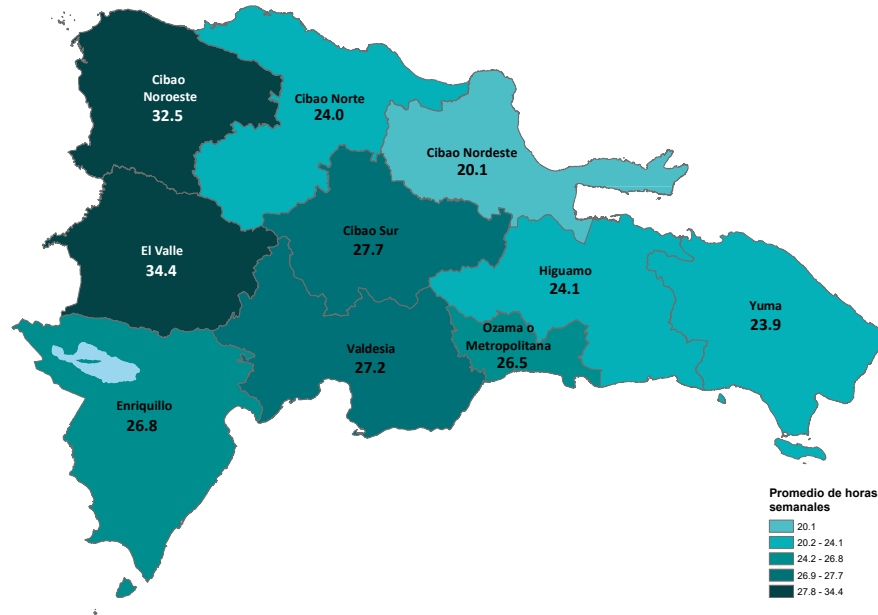 Cibao
Noroeste
32.5
Cibao Norte
24.0
Cibao Nordeste
20.1
Cibao Sur
27.7
El Valle
34.4
Higuamo
24.1
Yuma
23.9
Ozama o
Metropolitana
26.5
Valdesia
27.2
Enriquillo
26.8
Promedio de horas
semanales
20.1
20.2 - 24.1
24.2 - 26.8
26.9 - 27.7
27.8 - 34.4